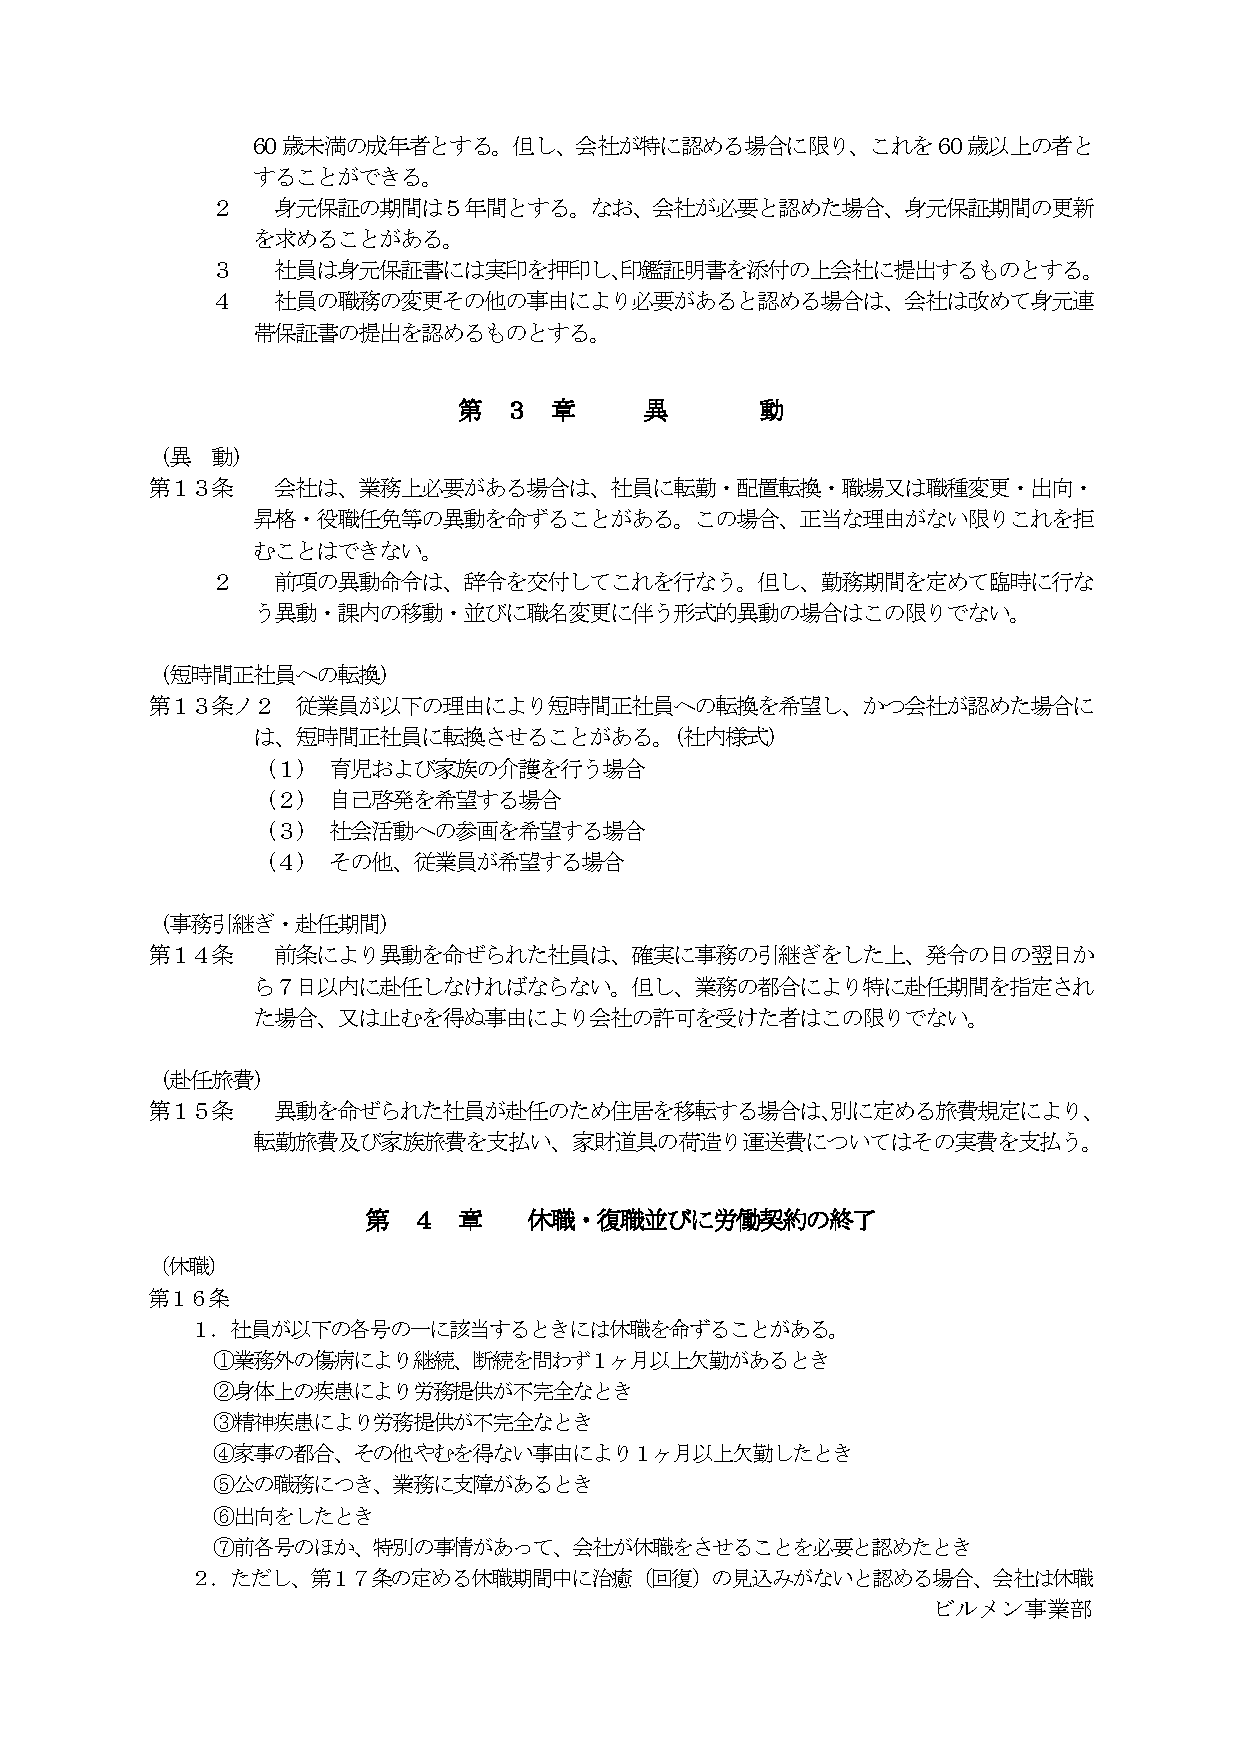 60歳未満の成年者とする。但し、会社が特に認める場合に限り、これを60歳以上の者と
することができる。
２　　身元保証の期間は５年間とする。なお、会社が必要と認めた場合、身元保証期間の更新
を求めることがある。
３　　社員は身元保証書には実印を押印し、印鑑証明書を添付の上会社に提出するものとする。
４　　社員の職務の変更その他の事由により必要があると認める場合は、会社は改めて身元連
帯保証書の提出を認めるものとする。
第　３　章　　　異　　　　動
（異　動）
第１３条　　会社は、業務上必要がある場合は、社員に転勤・配置転換・職場又は職種変更・出向・
昇格・役職任免等の異動を命ずることがある。この場合、正当な理由がない限りこれを拒
むことはできない。
２　　前項の異動命令は、辞令を交付してこれを行なう。但し、勤務期間を定めて臨時に行な
う異動・課内の移動・並びに職名変更に伴う形式的異動の場合はこの限りでない。
（短時間正社員への転換）
第１３条ノ２　従業員が以下の理由により短時間正社員への転換を希望し、かつ会社が認めた場合に
は、短時間正社員に転換させることがある。（社内様式）
（１）　育児および家族の介護を行う場合
（２）　自己啓発を希望する場合
（３）　社会活動への参画を希望する場合
（４）　その他、従業員が希望する場合
（事務引継ぎ・赴任期間）
第１４条　　前条により異動を命ぜられた社員は、確実に事務の引継ぎをした上、発令の日の翌日か
ら７日以内に赴任しなければならない。但し、業務の都合により特に赴任期間を指定され
た場合、又は止むを得ぬ事由により会社の許可を受けた者はこの限りでない。
（赴任旅費）
第１５条　　異動を命ぜられた社員が赴任のため住居を移転する場合は、別に定める旅費規定により、
転勤旅費及び家族旅費を支払い、家財道具の荷造り運送費についてはその実費を支払う。
第　４　章　　休職・復職並びに労働契約の終了
（休職）
第１６条
１．社員が以下の各号の一に該当するときには休職を命ずることがある。
①業務外の傷病により継続、断続を問わず１ヶ月以上欠勤があるとき
②身体上の疾患により労務提供が不完全なとき
③精神疾患により労務提供が不完全なとき
④家事の都合、その他やむを得ない事由により１ヶ月以上欠勤したとき
⑤公の職務につき、業務に支障があるとき
⑥出向をしたとき
⑦前各号のほか、特別の事情があって、会社が休職をさせることを必要と認めたとき
２．ただし、第１７条の定める休職期間中に治癒（回復）の見込みがないと認める場合、会社は休職
ビルメン事業部